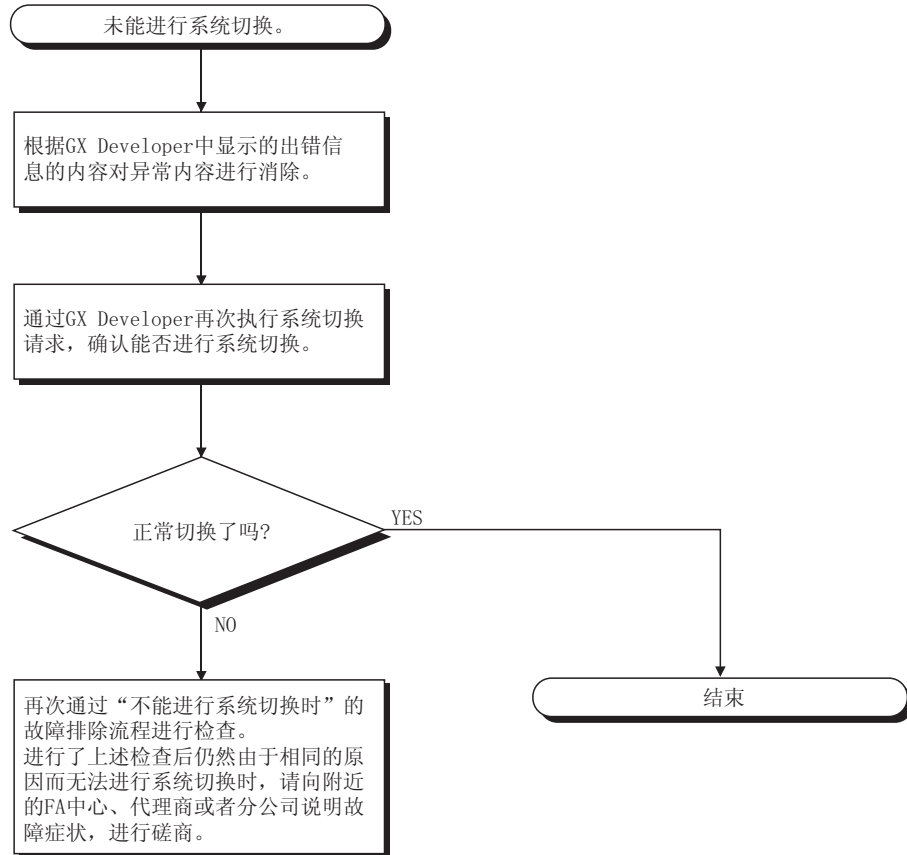 未能进行系统切换。
根据GX Developer中显示的出错信
息的内容对异常内容进行消除。
通过GX Developer再次执行系统切换
请求，确认能否进行系统切换。
正常切换了吗?
YES
NO
再次通过“不能进行系统切换时”的
故障排除流程进行检查。
进行了上述检查后仍然由于相同的原
因而无法进行系统切换时，请向附近
的FA中心、代理商或者分公司说明故
障症状，进行磋商。
结束